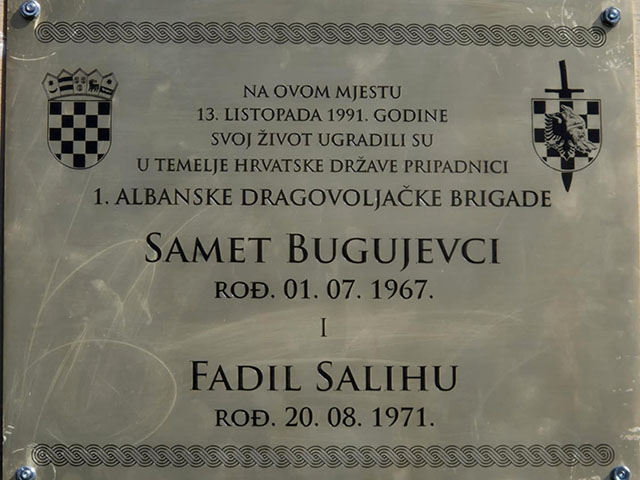 NA OVOM MJESTU
13. LISTOPADA 1991. GODINE
SVOJ ŽIVOT UGRADILI SU
U TEMELJE HRVATSKE DRŽAVE PRIPADNICI
1. ALBANSKE DRAGOVOLJAČKE BRIGADE
SAMET BUGUJEVCI
ROĐ. 01. 07. 1967.
I
FADIL SALIHU
ROĐ. 20. 08. 1971.